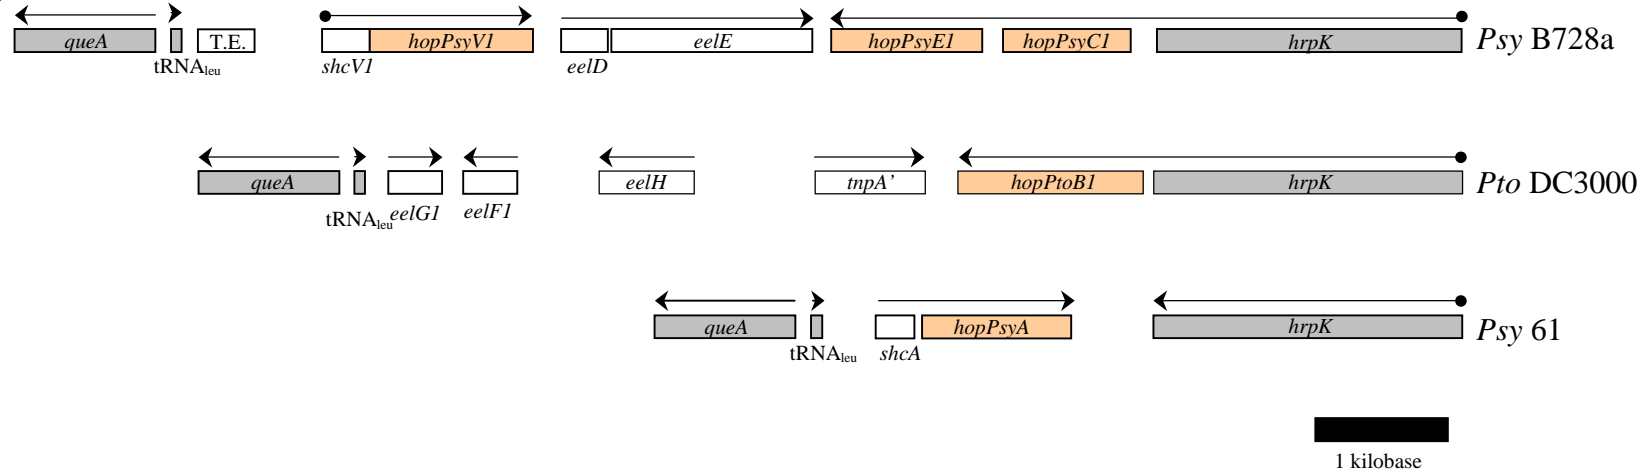 queA T.E. hopPsyV1 eelE hopPsyE1 hopPsyC1 hrpK Psy B728a
tRNAleu shcV1 eelD
queA eelH tnpA’ hopPtoB1 hrpK Pto DC3000
tRNAleu eelG1 eelF1
queA hopPsyA hrpK Psy 61
tRNAleu shcA
1 kilobase